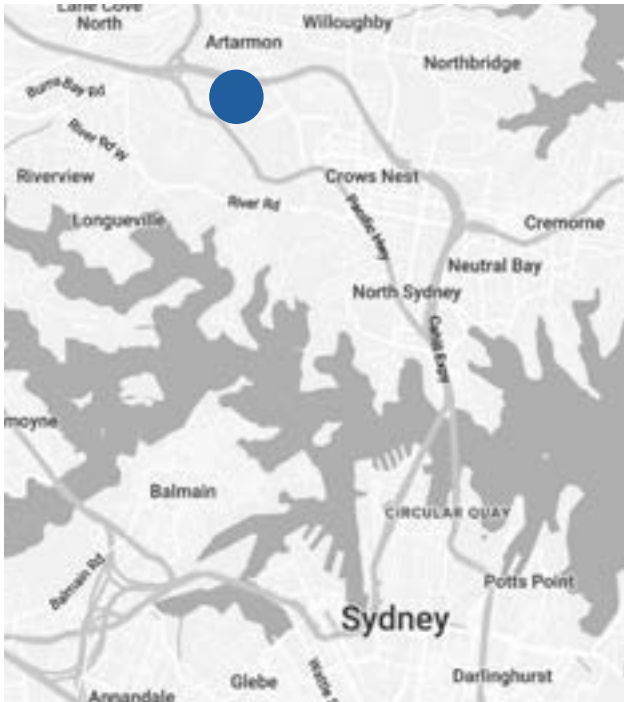 Lane Cove
North
Willoughby
Artarmon
Northbridge
Burns Bay Rd
River Rd W
Riverview
Crows Nest
River Rd
Longueville
Pacific Hwy
Cremorne
Neutral Bay
North Sydney
Cahill Expy
moyne
Balmain
CIRCULAR QUAY
Balmain Rd
Potts Point
Sydney
Wattle
Glebe
Darlinghurst
Annandale